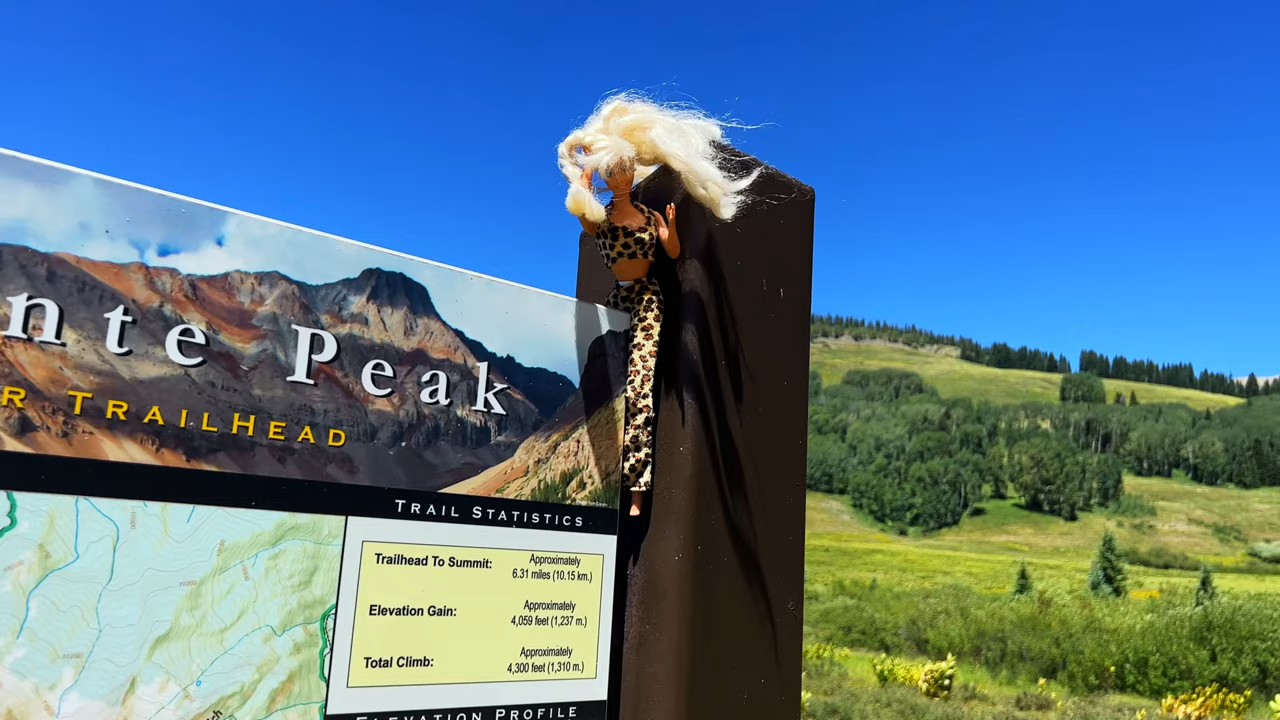 nte Peak
R TRAILHEAD
TRAIL STATISTICS
Trailhead To Summit: Approximately
6.31 miles (10.15 km.)
Elevation Gain: Approximately
4,059 feet (1,237 m.)
Total Climb: Approximately
4,300 feet (1,310 m.)
ELEVATION PROFILE